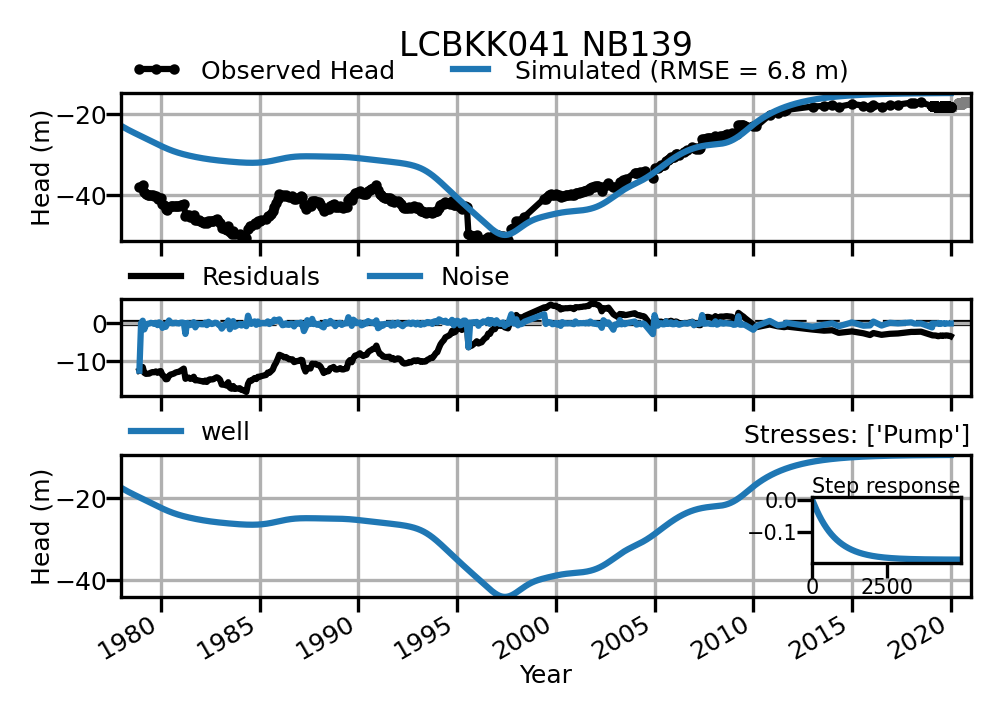 LCBKK041 NB139
Observed Head Simulated (RMSE = 6.8 m)
Head (m)
−20
−40
Residuals Noise
0
−10
well Stresses: ['Pump']
Head (m)
−20
−40
Step response
0.0
−0.1
0 2500
1980 1985 1990 1995 2000 2005 2010 2015 2020
Year